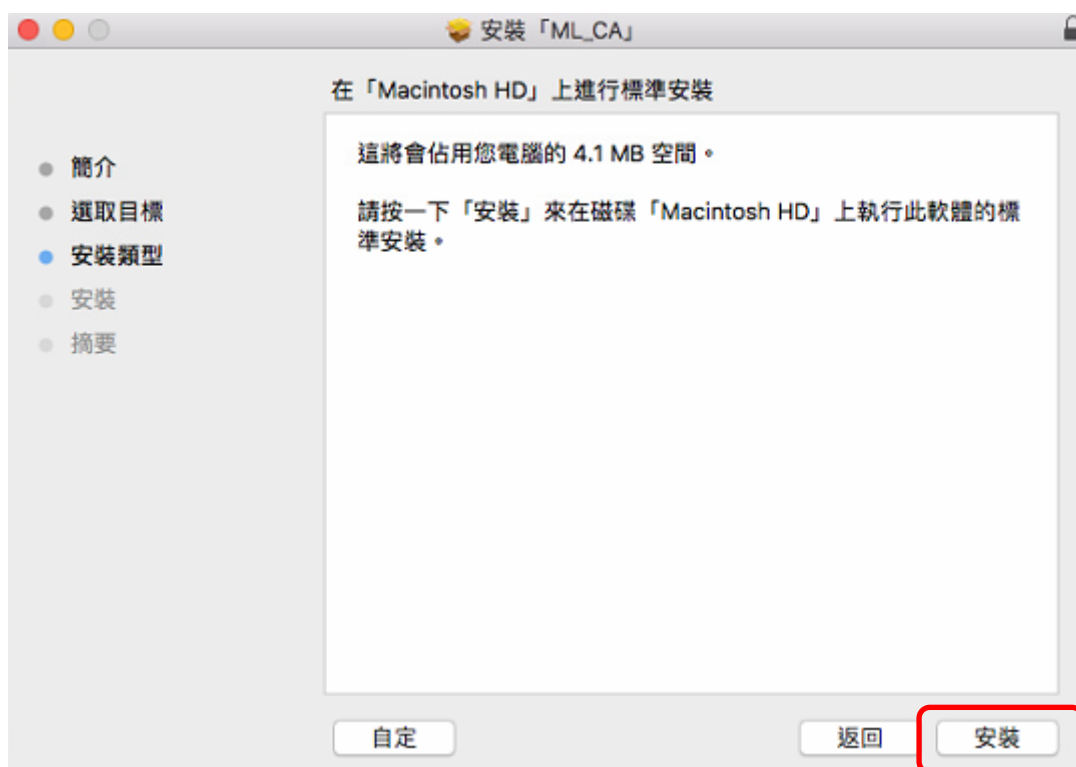 安裝「ML_CA」
在「Macintosh HD」上進行標準安裝
簡介
選取目標
安裝類型
安裝
摘要
這將會佔用您電腦的 4.1 MB 空間。
請按一下「安裝」來在磁碟「Macintosh HD」上執行此軟體的標
準安裝。
自定
返回
安裝